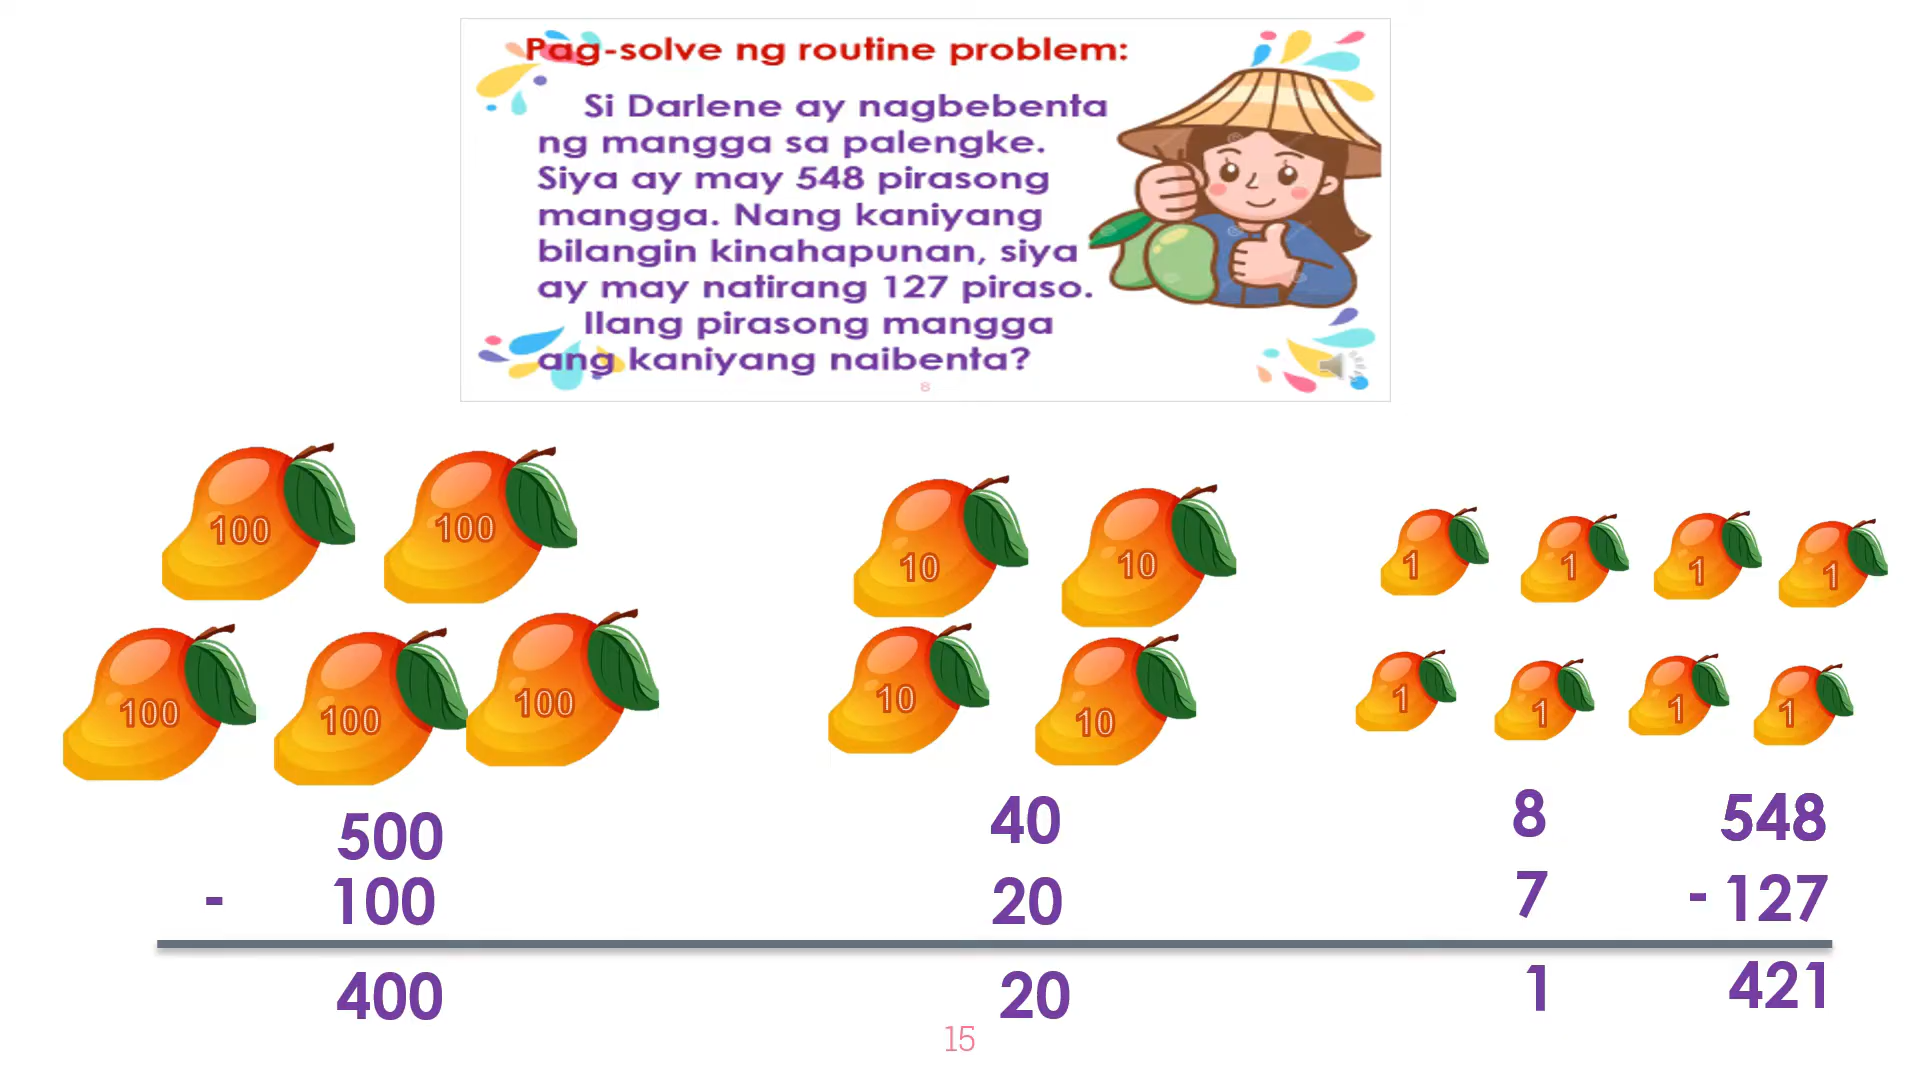 Pag-solve ng routine problem:
Si Darlene ay nagbebenta
ng mangga sa palengke.
Siya ay may 548 pirasong
mangga. Nang kaniyang
bilangin kinahapunan, siya
ay may natirang 127 piraso.
Ilang pirasong mangga
ang kaniyang naibenta?
8
100 100
100 100 100
10 10
10 10
1 1 1 1
1 1 1 1
500 40 8 548
- 100 20 7 - 127
400 20 1 421
15